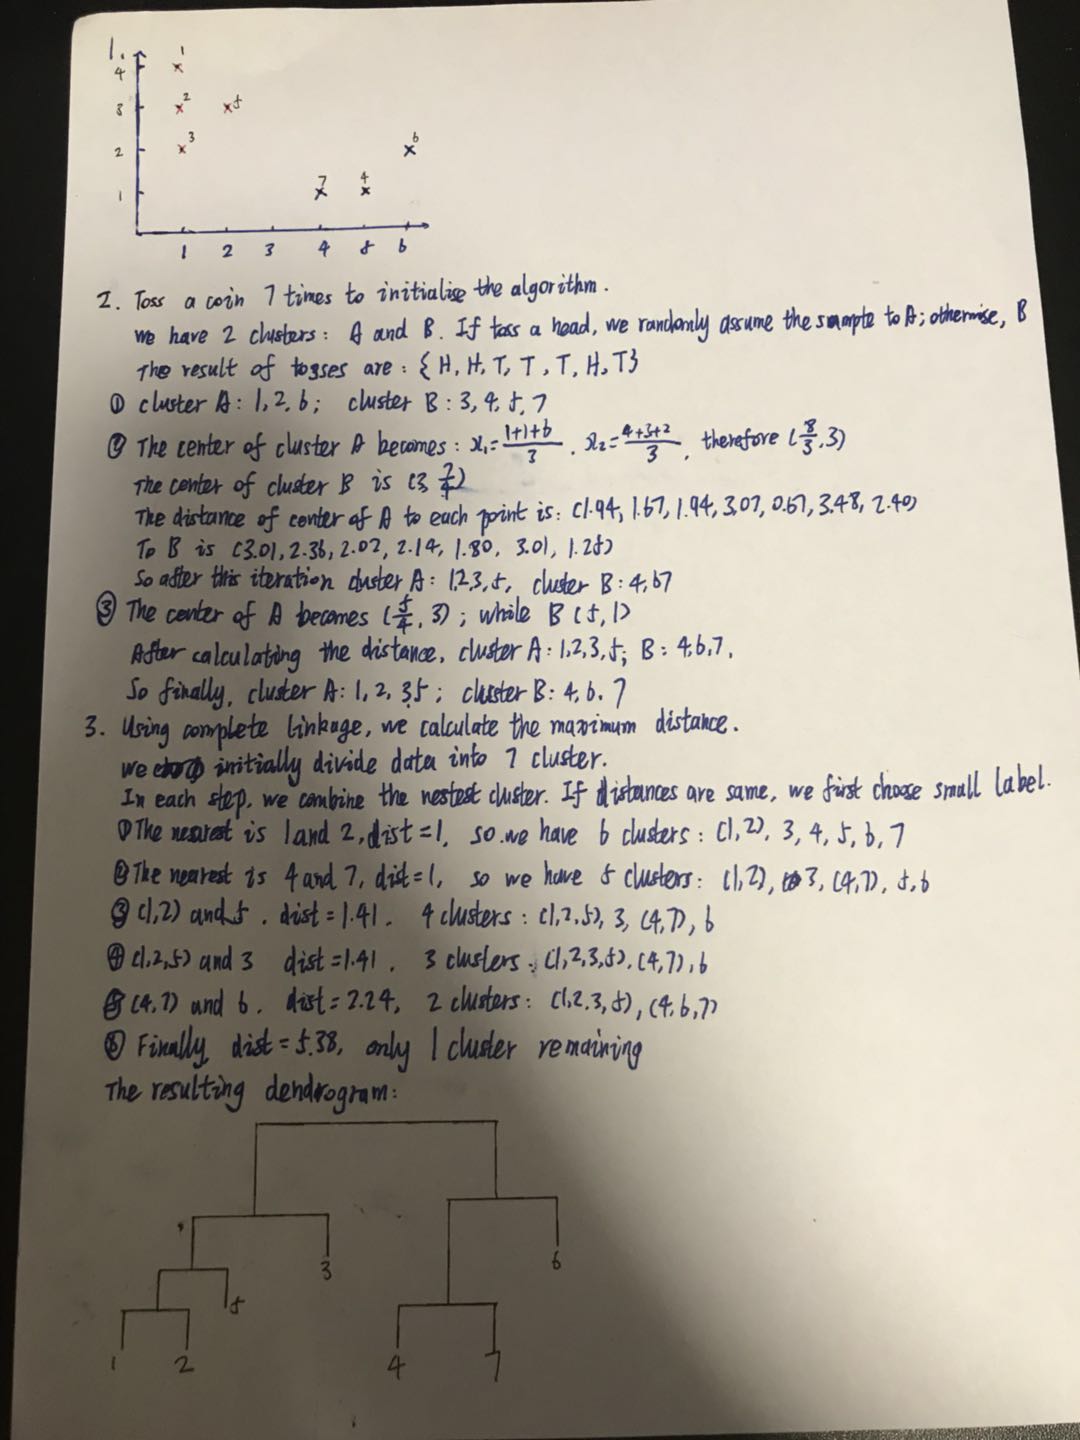 1.
4
3
2
1
1 2 3 4 5 6
1
2
3
5
6
7
4
2. Toss a coin 7 times to initialise the algorithm.
we have 2 clusters: A and B. If toss a head, we randomly assume the sampte to A; otherwise, B
The result of togses are: {H, H, T, T, T, H, T}
① cluster A: 1, 2, 6; cluster B: 3, 4, 5, 7
② The center of cluster A becomes: x₁=(1+1+6)/3, x₂=(4+3+2)/3, therefore (8/3, 3)
The center of cluster B is (3, 7/4)
The distance of center of A to each point is: (1.94, 1.67, 1.94, 3.07, 0.67, 3.48, 2.40)
To B is (3.01, 2.36, 2.02, 2.14, 1.80, 3.01, 1.25)
So after this iteration cluster A: 1,2,3,5, cluster B: 4,67
③ The center of A becomes (5/4, 3); while B (5, 1)
After calculating the distance, cluster A: 1,2,3,5; B: 4,6,7.
So finally, cluster A: 1, 2, 3,5; cluster B: 4, 6. 7
3. Using complete linkage, we calculate the maximum distance.
we initially divide data into 7 cluster.
In each step, we combine the nestest cluster. If distances are same, we first choose small label.
① The nearest is 1 and 2, dist=1, so we have 6 clusters: (1,2), 3, 4, 5, 6, 7
② The nearest is 4 and 7, dist=1, so we have 5 clusters: (1,2), 3, (4,7), 5, 6
③ (1,2) and 5. dist=1.41. 4 clusters: (1,2,5), 3, (4,7), 6
④ (1,2,5) and 3 dist=1.41. 3 clusters: (1,2,3,5), (4,7), 6
⑤ (4,7) and 6. dist=2.24, 2 clusters: (1,2,3,5), (4,6,7)
⑥ Finally, dist=5.38, only 1 cluster remaining
The resulting dendrogram:
3
6
5
1 2 4 7